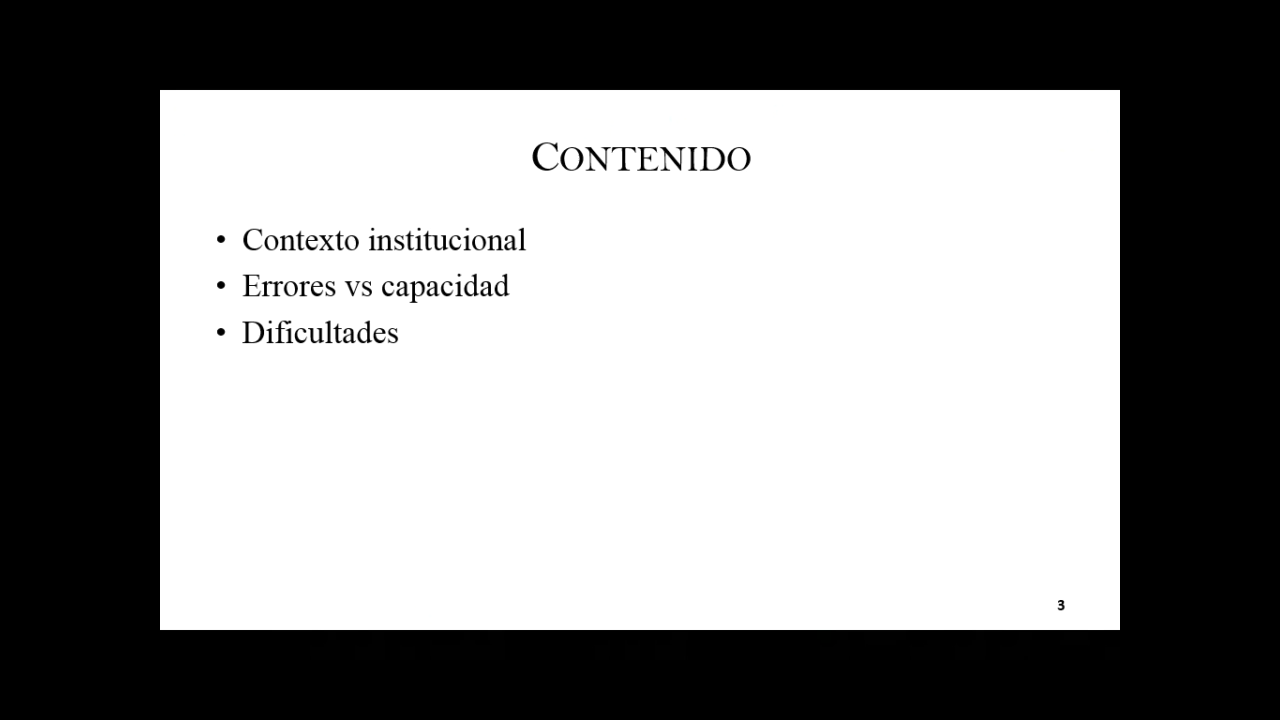 CONTENIDO
• Contexto institucional
• Errores vs capacidad
• Dificultades
3